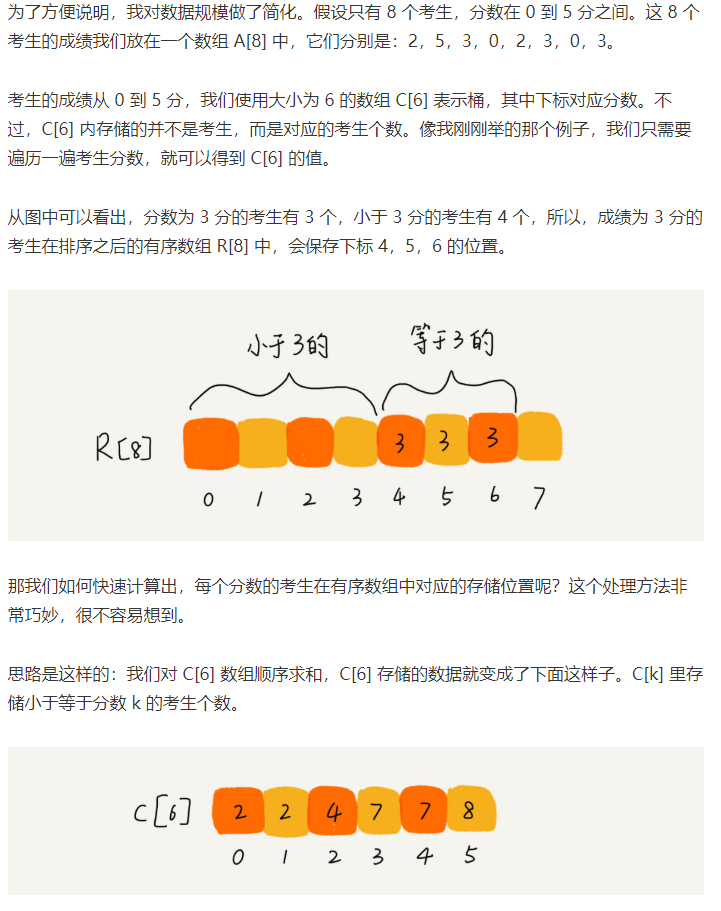 为了方便说明，我对数据规模做了简化。假设只有 8 个考生，分数在 0 到 5 分之间。这 8 个
考生的成绩我们放在一个数组 A[8] 中，它们分别是：2，5，3，0，2，3，0，3。
考生的成绩从 0 到 5 分，我们使用大小为 6 的数组 C[6] 表示桶，其中下标对应分数。不
过，C[6] 内存储的并不是考生，而是对应的考生个数。像我刚刚举的那个例子，我们只需要
遍历一遍考生分数，就可以得到 C[6] 的值。
从图中可以看出，分数为 3 分的考生有 3 个，小于 3 分的考生有 4 个，所以，成绩为 3 分的
考生在排序之后的有序数组 R[8] 中，会保存下标 4，5，6 的位置。
小于3的 等于3的
R[8] 3 3 3
0 1 2 3 4 5 6 7
那我们如何快速计算出，每个分数的考生在有序数组中对应的存储位置呢？这个处理方法非
常巧妙，很不容易想到。
思路是这样的：我们对 C[6] 数组顺序求和，C[6] 存储的数据就变成了下面这样子。C[k] 里存
储小于等于分数 k 的考生个数。
C[6] 2 2 4 7 7 8
0 1 2 3 4 5